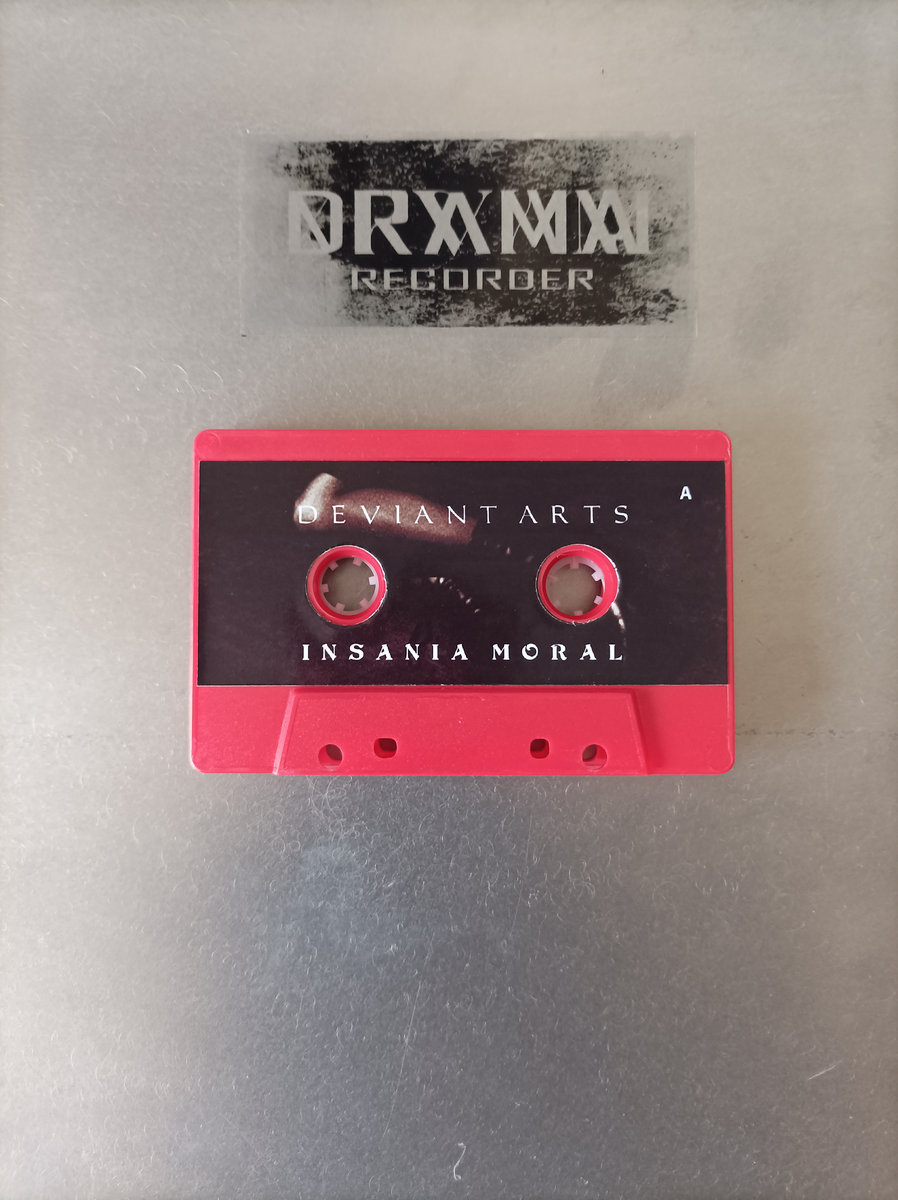 DRAMA
RECORDER
A
DEVIANT ARTS
INSANIA MORAL